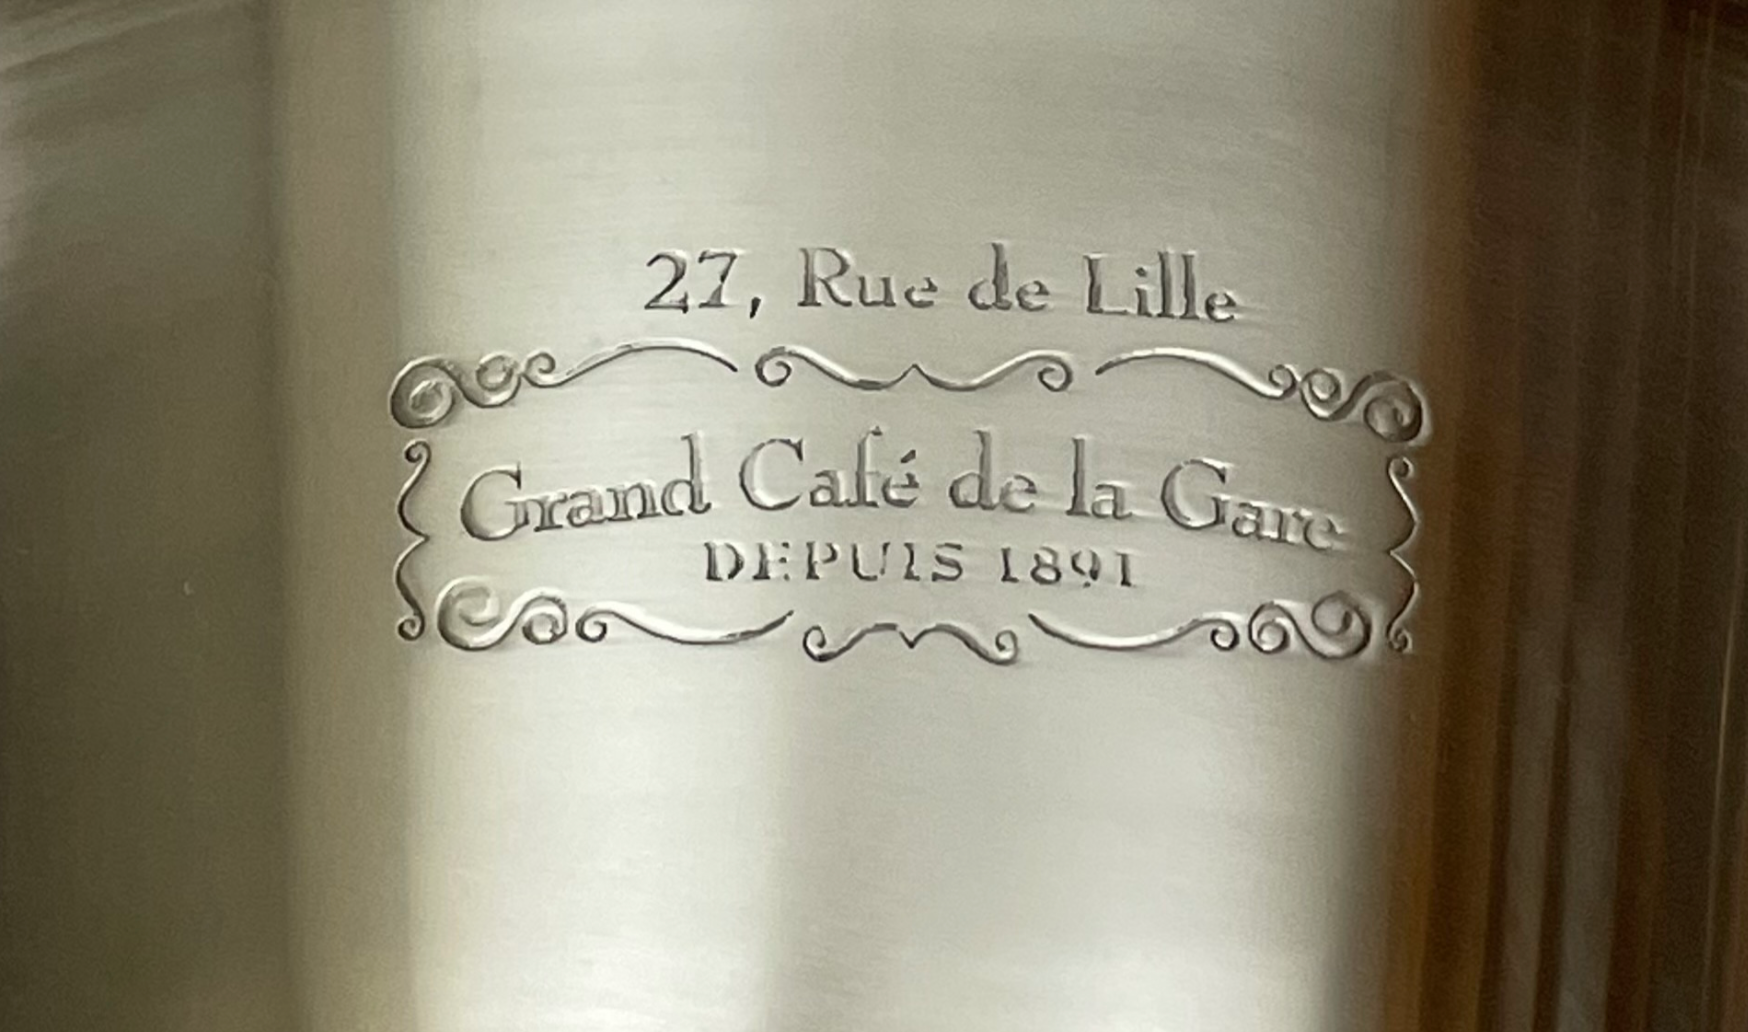 27, Rue de Lille
Grand Café de la Gare
DEPUIS 1891